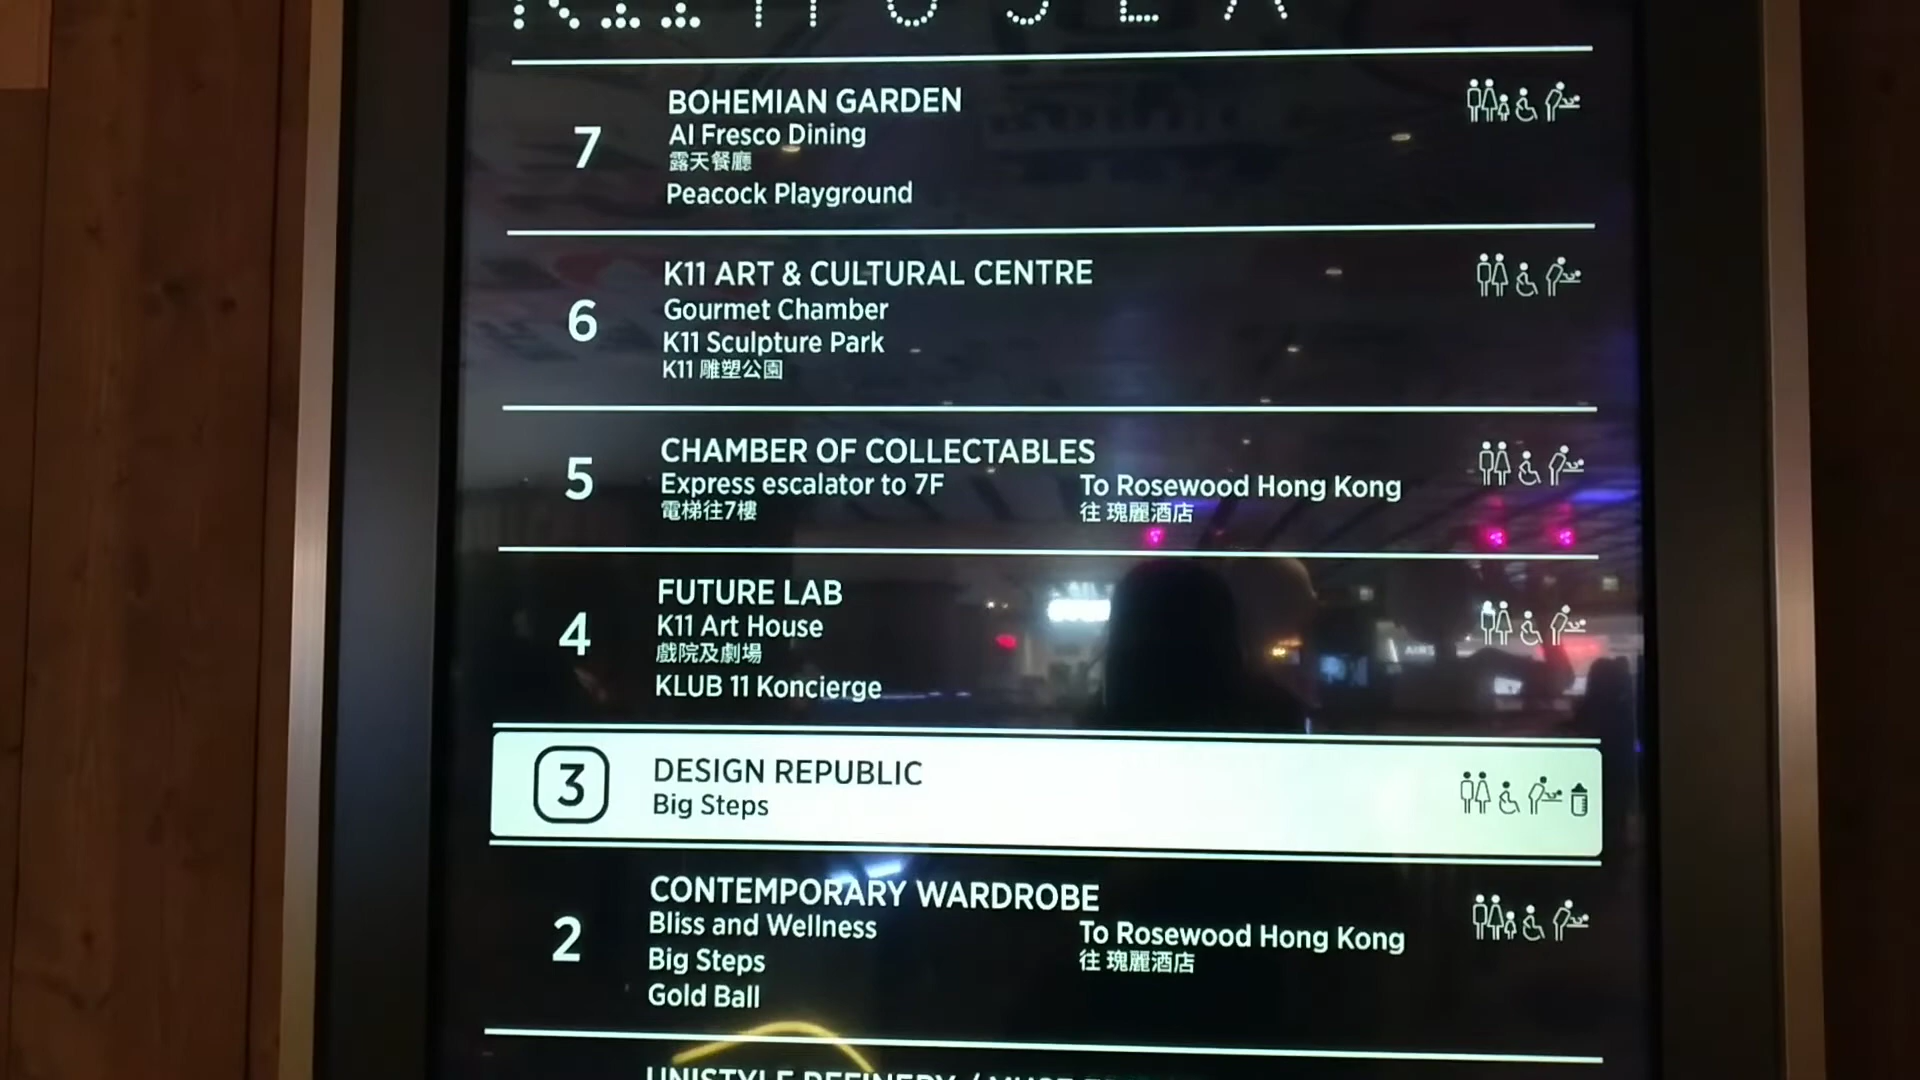 K11 MUSEA
7
BOHEMIAN GARDEN
Al Fresco Dining
露天餐廳
Peacock Playground
6
K11 ART & CULTURAL CENTRE
Gourmet Chamber
K11 Sculpture Park
K11 雕塑公園
5
CHAMBER OF COLLECTABLES
Express escalator to 7F
電梯往7樓
To Rosewood Hong Kong
往 瑰麗酒店
4
FUTURE LAB
K11 Art House
戲院及劇場
KLUB 11 Koncierge
3
DESIGN REPUBLIC
Big Steps
2
CONTEMPORARY WARDROBE
Bliss and Wellness
Big Steps
Gold Ball
To Rosewood Hong Kong
往 瑰麗酒店
UNISTYLE REFINERY /